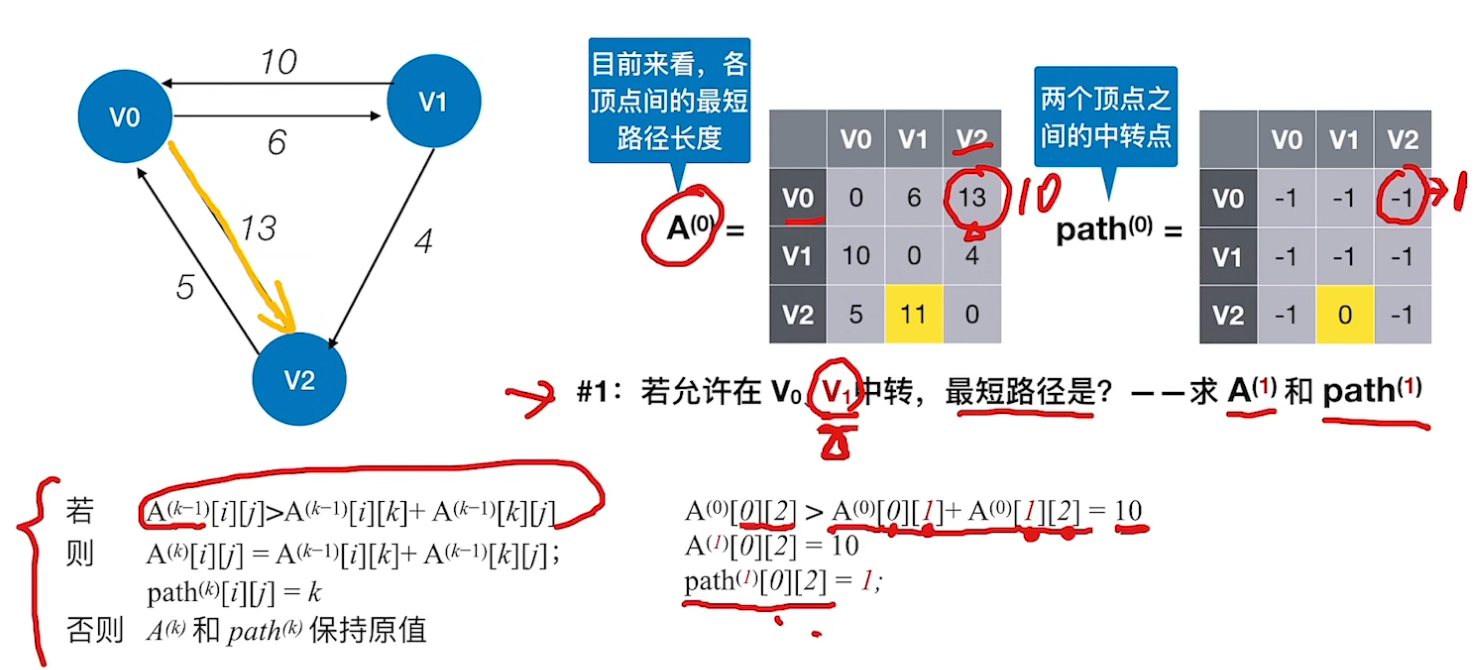 10
V0
V1
6
13
4
5
V2
目前来看，各
顶点间的最短
路径长度
A(0) =
V0 V1 V2
V0 0 6 13 10
V1 10 0 4
V2 5 11 0
两个顶点之
间的中转点
path(0) =
V0 V1 V2
V0 -1 -1 -1 → 1
V1 -1 -1 -1
V2 -1 0 -1
#1：若允许在 V0、V1中转，最短路径是？——求 A(1) 和 path(1)
若 A(k−1)[i][j]>A(k−1)[i][k]+ A(k−1)[k][j]
则 A(k)[i][j] = A(k−1)[i][k]+ A(k−1)[k][j]；
path(k)[i][j] = k
否则 A(k) 和 path(k) 保持原值
A(0)[0][2] > A(0)[0][1]+ A(0)[1][2] = 10
A(1)[0][2] = 10
path(1)[0][2] = 1;